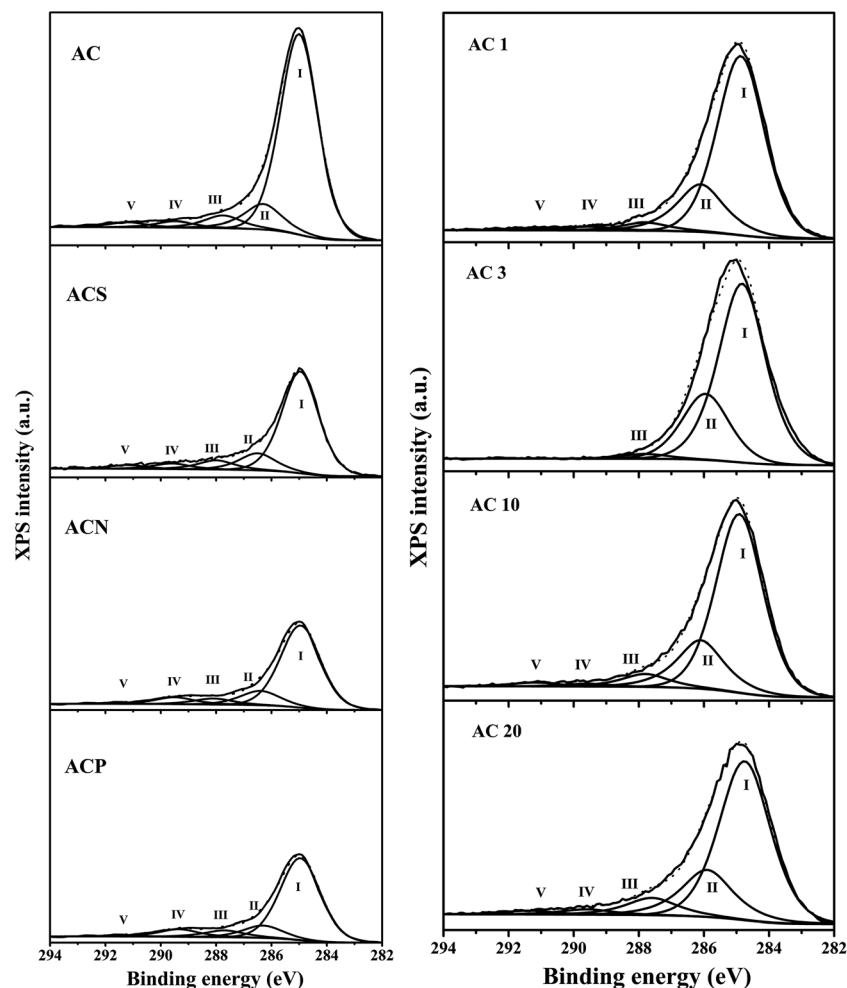 AC
I
II
III
IV
V
ACS
I
II
III
IV
V
ACN
I
II
III
IV
V
ACP
I
II
III
IV
V
294 292 290 288 286 284 282
Binding energy (eV)
XPS intensity (a.u.)
AC 1
I
II
III
IV
V
AC 3
I
II
III
AC 10
I
II
III
IV
V
AC 20
I
II
III
IV
V
294 292 290 288 286 284 282
Binding energy (eV)
XPS intensity (a.u.)